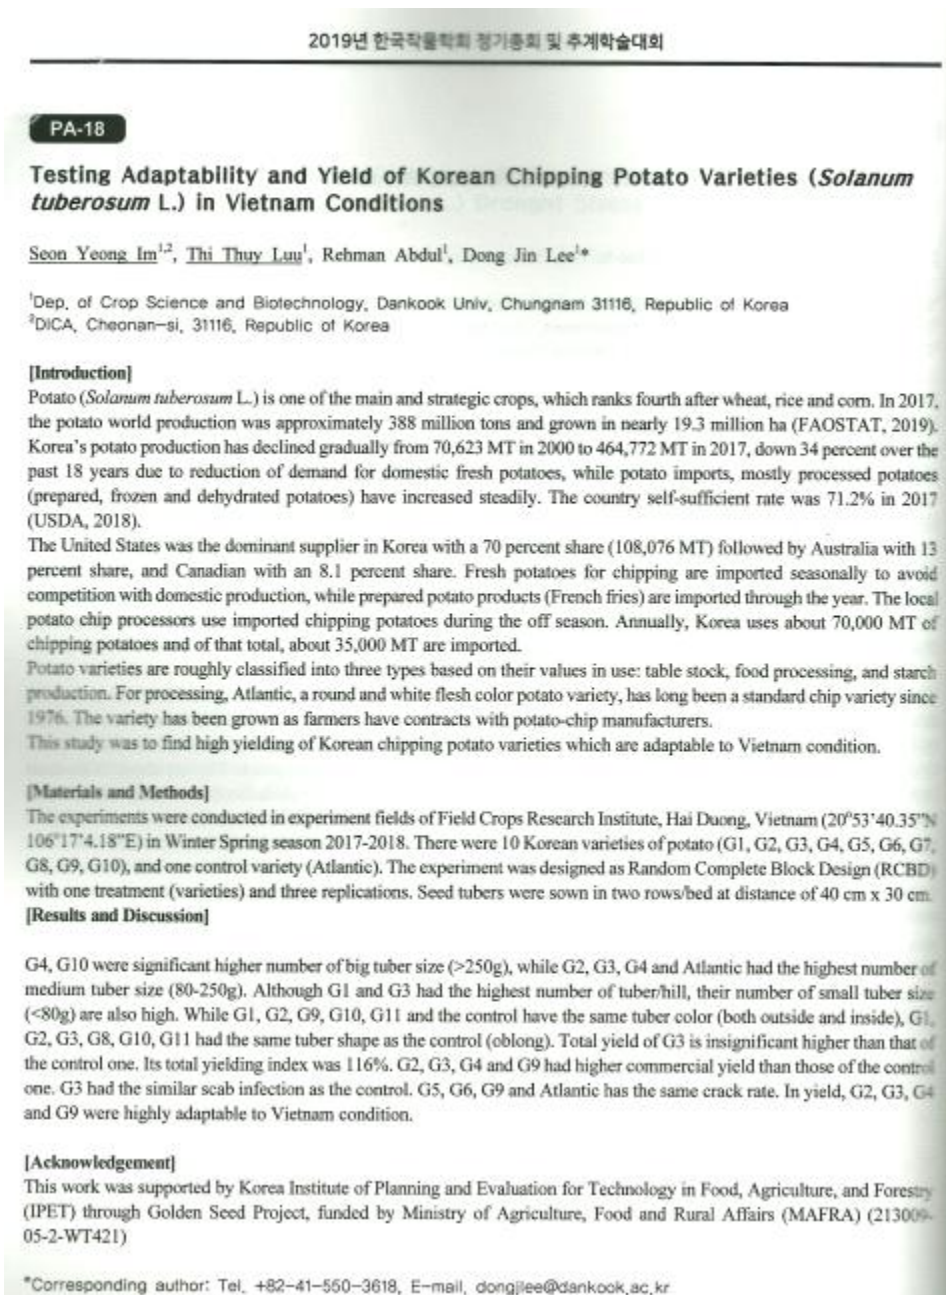 2019년 한국작물학회 정기총회 및 추계학술대회
PA-18
Testing Adaptability and Yield of Korean Chipping Potato Varieties (Solanum
tuberosum L.) in Vietnam Conditions
Seon Yeong Im1,2, Thi Thuy Luu1, Rehman Abdul1, Dong Jin Lee1*
1Dep. of Crop Science and Biotechnology, Dankook Univ, Chungnam 31116, Republic of Korea
2DICA, Cheonan-si, 31116, Republic of Korea
[Introduction]
Potato (Solanum tuberosum L.) is one of the main and strategic crops, which ranks fourth after wheat, rice and corn. In 2017,
the potato world production was approximately 388 million tons and grown in nearly 19.3 million ha (FAOSTAT, 2019).
Korea's potato production has declined gradually from 70,623 MT in 2000 to 464,772 MT in 2017, down 34 percent over the
past 18 years due to reduction of demand for domestic fresh potatoes, while potato imports, mostly processed potatoes
(prepared, frozen and dehydrated potatoes) have increased steadily. The country self-sufficient rate was 71.2% in 2017
(USDA, 2018).
The United States was the dominant supplier in Korea with a 70 percent share (108,076 MT) followed by Australia with 13
percent share, and Canadian with an 8.1 percent share. Fresh potatoes for chipping are imported seasonally to avoid
competition with domestic production, while prepared potato products (French fries) are imported through the year. The local
potato chip processors use imported chipping potatoes during the off season. Annually, Korea uses about 70,000 MT of
chipping potatoes and of that total, about 35,000 MT are imported.
Potato varieties are roughly classified into three types based on their values in use: table stock, food processing, and starch
production. For processing, Atlantic, a round and white flesh color potato variety, has long been a standard chip variety since
1976. The variety has been grown as farmers have contracts with potato-chip manufacturers.
This study was to find high yielding of Korean chipping potato varieties which are adaptable to Vietnam condition.
[Materials and Methods]
The experiments were conducted in experiment fields of Field Crops Research Institute, Hai Duong, Vietnam (20°53'40.35"N
106°17'4.18"E) in Winter Spring season 2017-2018. There were 10 Korean varieties of potato (G1, G2, G3, G4, G5, G6, G7,
G8, G9, G10), and one control variety (Atlantic). The experiment was designed as Random Complete Block Design (RCBD)
with one treatment (varieties) and three replications. Seed tubers were sown in two rows/bed at distance of 40 cm x 30 cm.
[Results and Discussion]
G4, G10 were significant higher number of big tuber size (>250g), while G2, G3, G4 and Atlantic had the highest number of
medium tuber size (80-250g). Although G1 and G3 had the highest number of tuber/hill, their number of small tuber size
(<80g) are also high. While G1, G2, G9, G10, G11 and the control have the same tuber color (both outside and inside), G1,
G2, G3, G8, G10, G11 had the same tuber shape as the control (oblong). Total yield of G3 is insignificant higher than that of
the control one. Its total yielding index was 116%. G2, G3, G4 and G9 had higher commercial yield than those of the control
one. G3 had the similar scab infection as the control. G5, G6, G9 and Atlantic has the same crack rate. In yield, G2, G3, G4
and G9 were highly adaptable to Vietnam condition.
[Acknowledgement]
This work was supported by Korea Institute of Planning and Evaluation for Technology in Food, Agriculture, and Forestry
(IPET) through Golden Seed Project, funded by Ministry of Agriculture, Food and Rural Affairs (MAFRA) (213009-
05-2-WT421)
*Corresponding author: Tel. +82-41-550-3618, E-mail. dongjlee@dankook.ac.kr